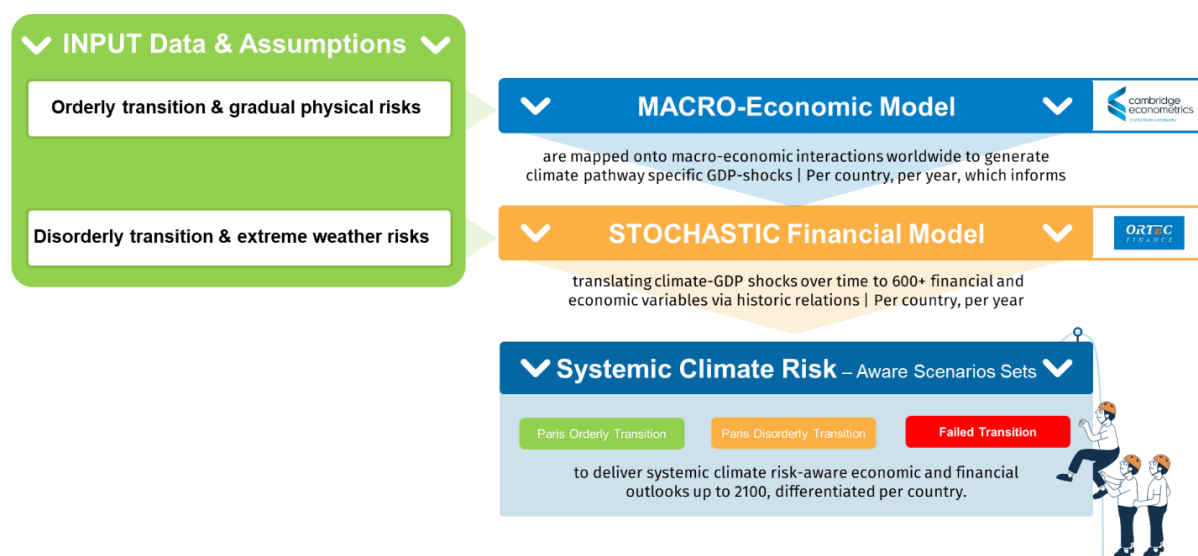 INPUT Data & Assumptions
Orderly transition & gradual physical risks
Disorderly transition & extreme weather risks
MACRO-Economic Model
cambridge
econometrics
are mapped onto macro-economic interactions worldwide to generate
climate pathway specific GDP-shocks | Per country, per year, which informs
STOCHASTIC Financial Model
ORTEC
FINANCE
translating climate-GDP shocks over time to 600+ financial and
economic variables via historic relations | Per country, per year
Systemic Climate Risk – Aware Scenarios Sets
Paris Orderly Transition
Paris Disorderly Transition
Failed Transition
to deliver systemic climate risk-aware economic and financial
outlooks up to 2100, differentiated per country.